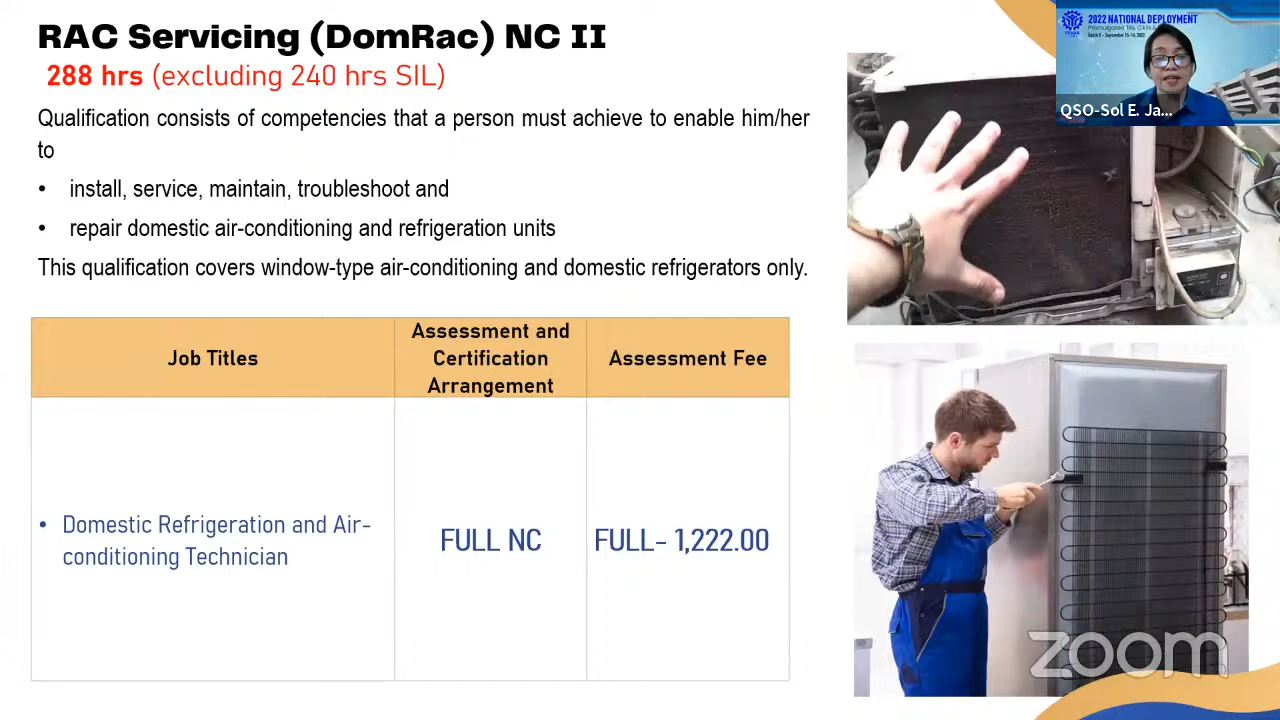 RAC Servicing (DomRac) NC II
288 hrs (excluding 240 hrs SIL)
Qualification consists of competencies that a person must achieve to enable him/her
to
• install, service, maintain, troubleshoot and
• repair domestic air-conditioning and refrigeration units
This qualification covers window-type air-conditioning and domestic refrigerators only.
Job Titles
Assessment and
Certification
Arrangement
Assessment Fee
• Domestic Refrigeration and Air-
conditioning Technician
FULL NC
FULL- 1,222.00
2022 NATIONAL DEPLOYMENT
TESDA
QSO-Sol E. Ja...
zoom